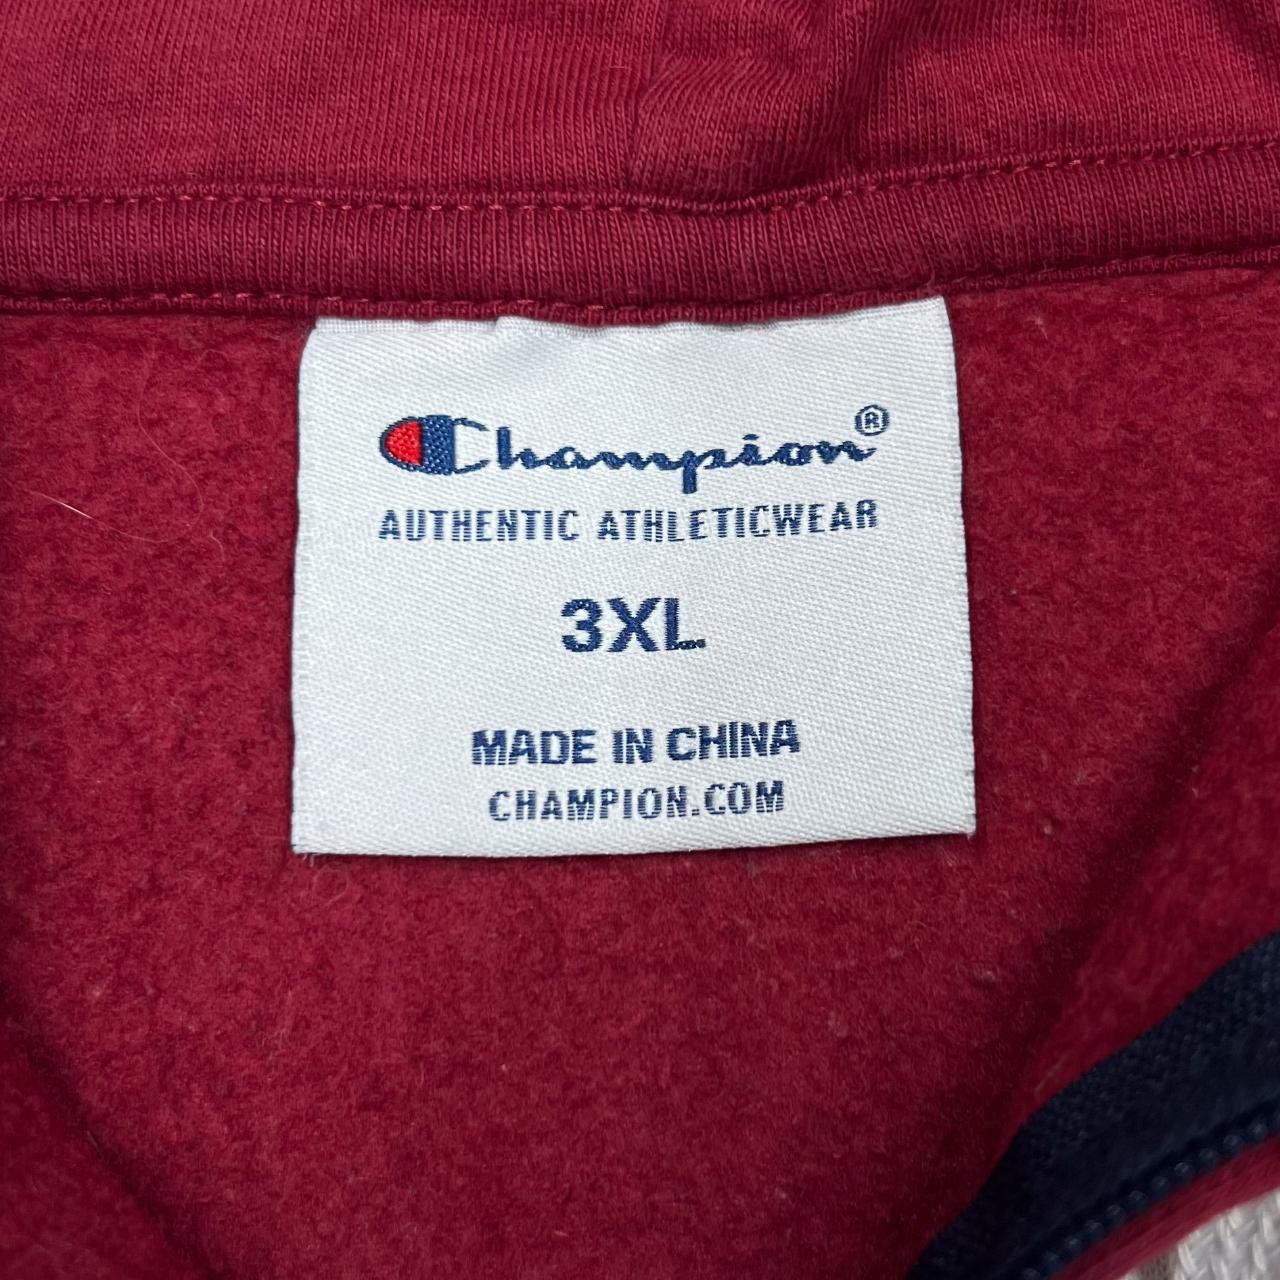 Champion®
AUTHENTIC ATHLETICWEAR
3XL
MADE IN CHINA
CHAMPION.COM